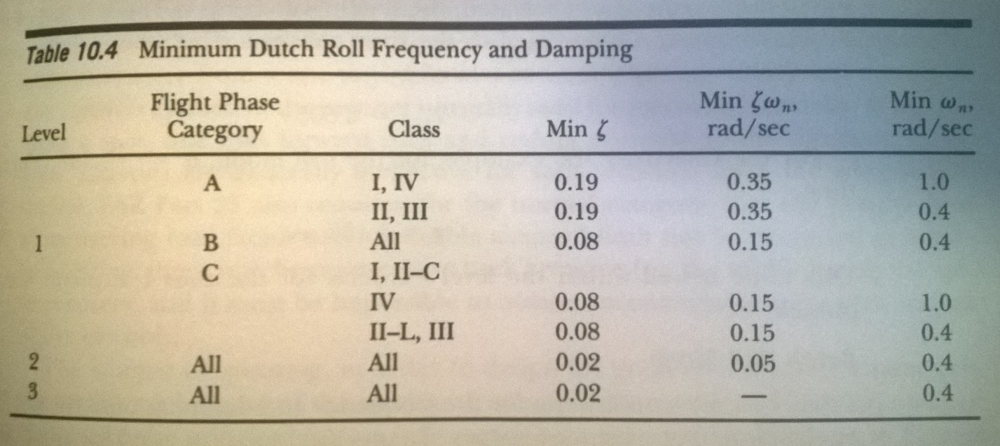 Table 10.4 Minimum Dutch Roll Frequency and Damping
Flight Phase Min ζωn, Min ωn,
Level Category Class Min ζ rad/sec rad/sec
A I, IV 0.19 0.35 1.0
II, III 0.19 0.35 0.4
1 B All 0.08 0.15 0.4
C I, II–C
IV 0.08 0.15 1.0
II–L, III 0.08 0.15 0.4
2 All All 0.02 0.05 0.4
3 All All 0.02 — 0.4